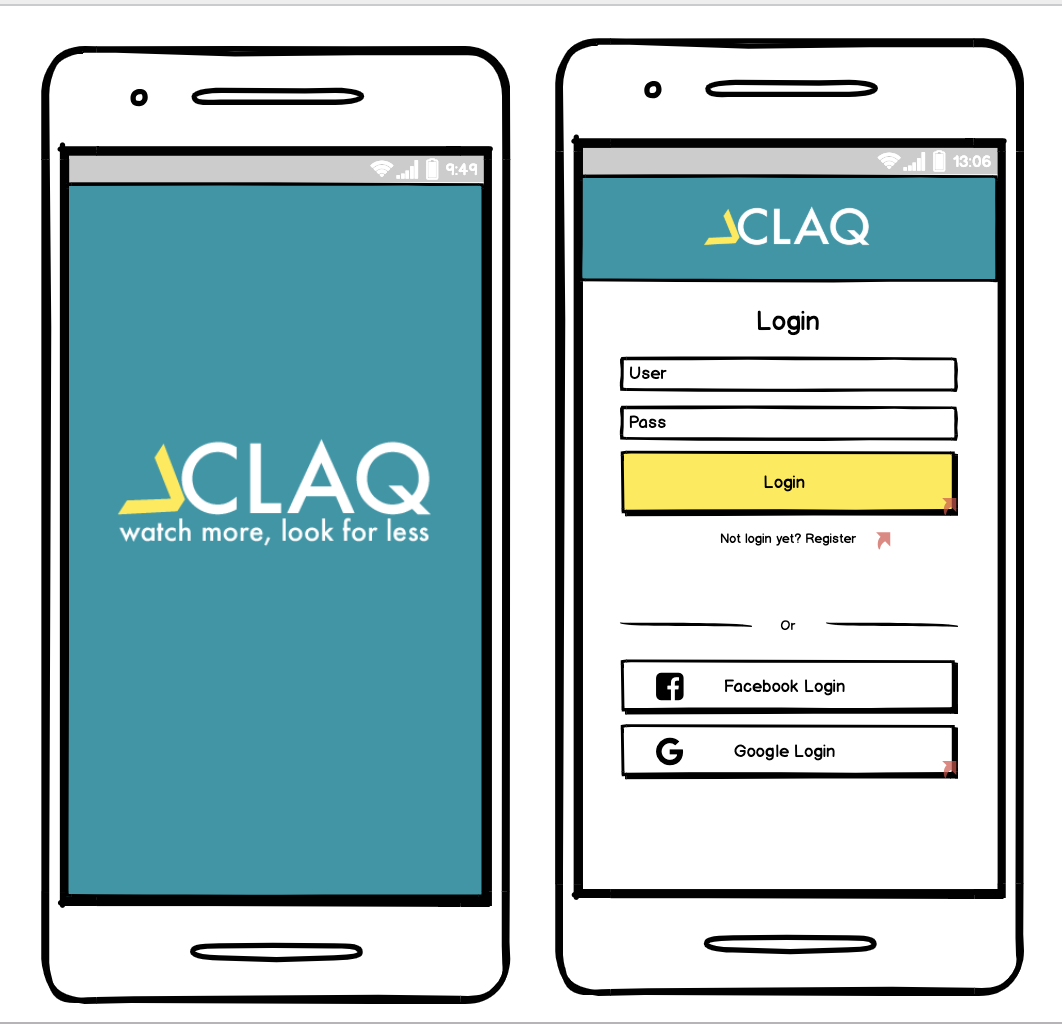 9:49
CLAQ
watch more, look for less
13:06
CLAQ
Login
User
Pass
Login
Not login yet? Register
Or
Facebook Login
G Google Login